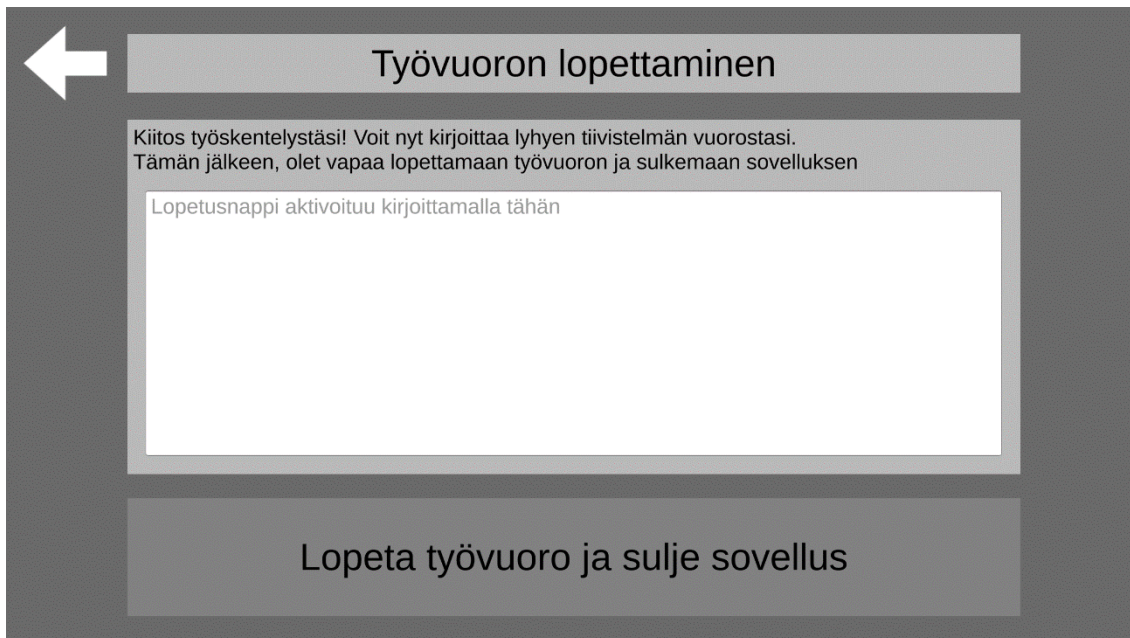 Työvuoron lopettaminen
Kiitos työskentelystäsi! Voit nyt kirjoittaa lyhyen tiivistelmän vuorostasi.
Tämän jälkeen, olet vapaa lopettamaan työvuoron ja sulkemaan sovelluksen
Lopetusnappi aktivoituu kirjoittamalla tähän
Lopeta työvuoro ja sulje sovellus